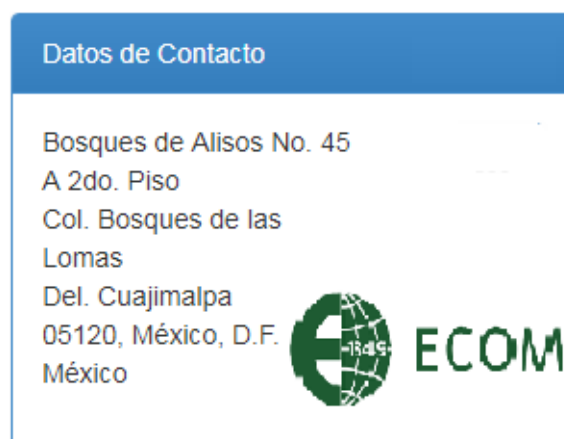 Datos de Contacto
Bosques de Alisos No. 45
A 2do. Piso
Col. Bosques de las
Lomas
Del. Cuajimalpa
05120, México, D.F.
México
1849
ECOM